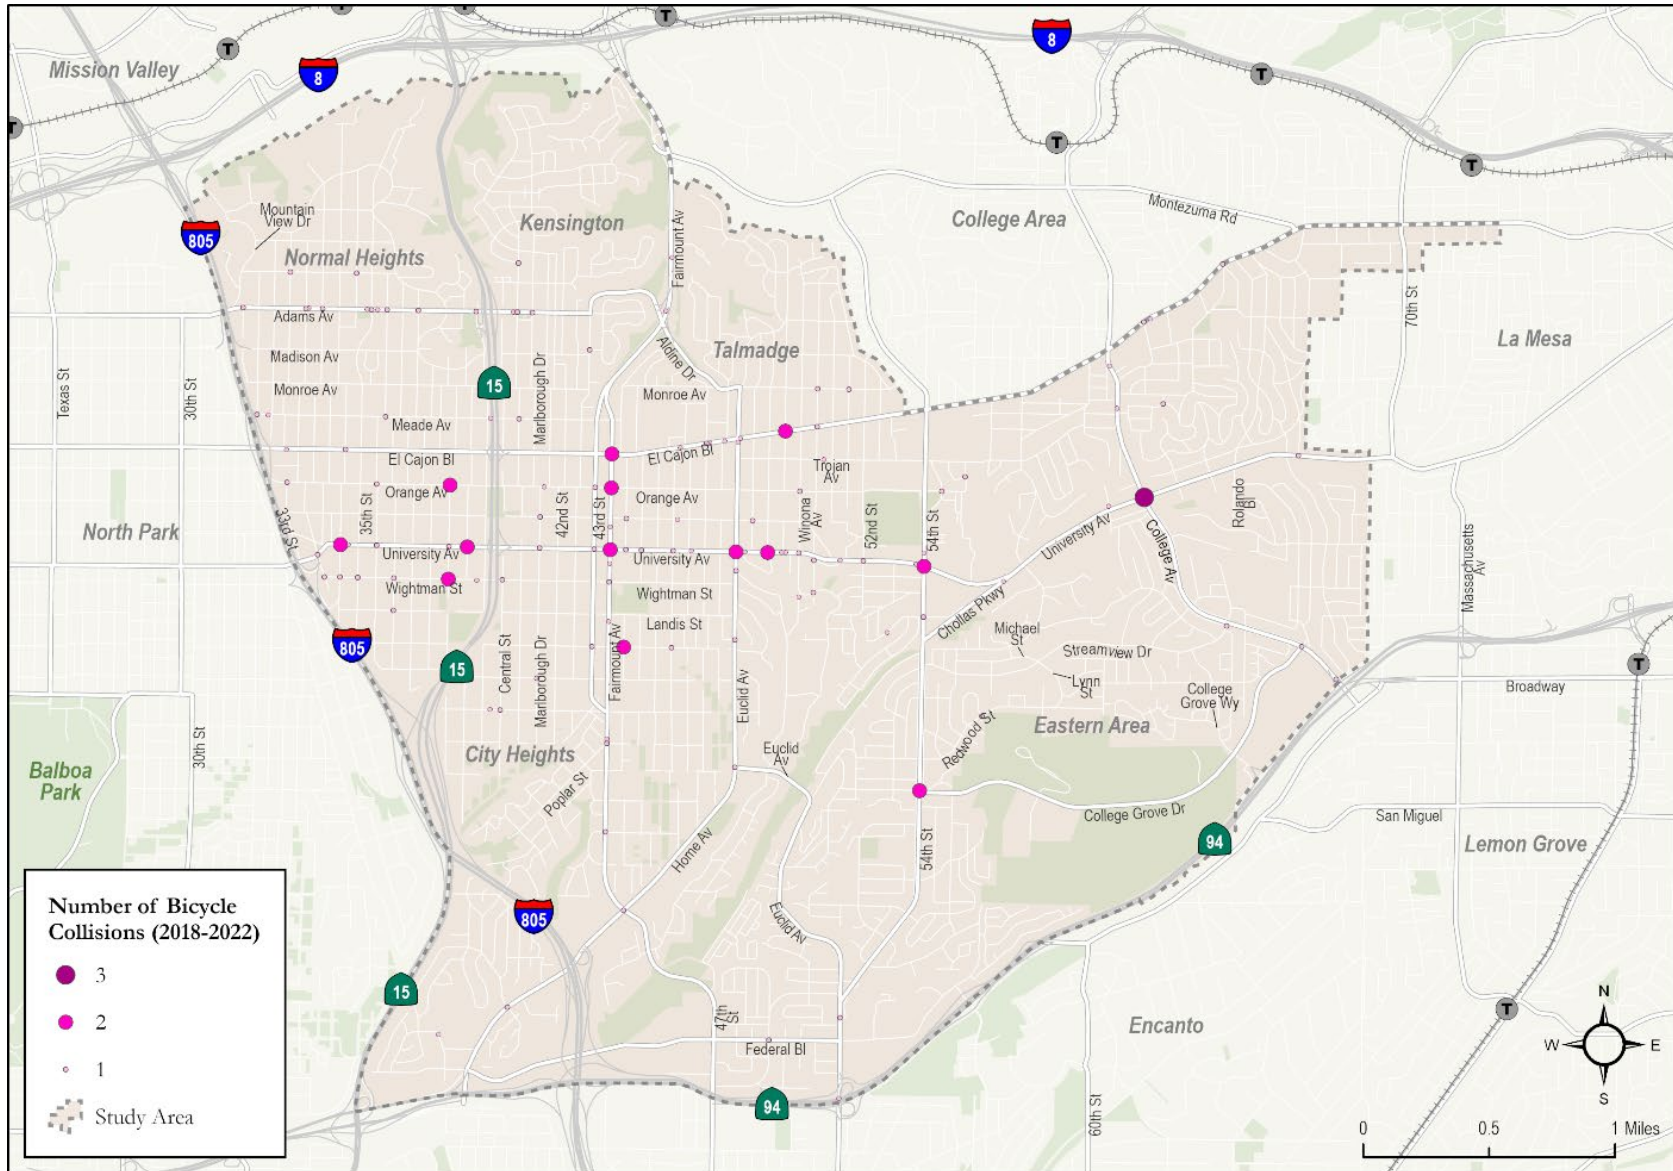 T
T
T
8
T
T
T
T
T
Mission Valley
8
Mountain
View Dr
Kensington
College Area
Montezuma Rd
805
Normal Heights
Fairmount Av
Adams Av
70th St
La Mesa
Madison Av
Aldine Dr
Talmadge
Texas St
30th St
Monroe Av
15
Marlborough Dr
Monroe Av
Meade Av
El Cajon Bl
El Cajon Bl
Trojan
Av
Orange Av
Orange Av
Rolando
Bl
North Park
33rd St
35th St
42nd St
43rd St
Winona
Av
52nd St
54th St
University Av
College Av
University Av
University Av
Massachusetts
Av
Wightman St
Wightman St
Chollas Pkwy
Landis St
Michael
St
Streamview Dr
805
15
Central St
Marlborough Dr
Fairmount Av
Euclid Av
Lynn
St
College
Grove Wy
Broadway
T
30th St
City Heights
Redwood St
Eastern Area
Balboa
Park
Euclid
Av
Poplar St
College Grove Dr
San Miguel
Home Av
54th St
94
Lemon Grove
805
Euclid Av
15
47th
St
Federal Bl
Encanto
T
94
60th St
Number of Bicycle
Collisions (2018-2022)
3
2
1
Study Area
N
W
E
S
0
0.5
1 Miles